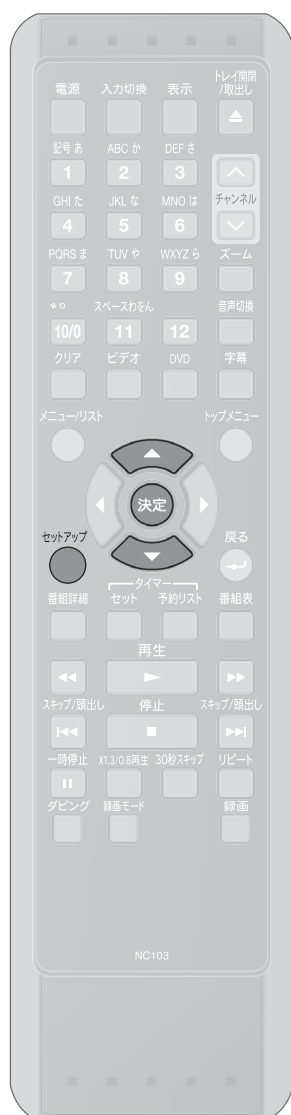 電源 入力切換 表示 トレイ開閉/取出し
記号 あ ABC か DEF さ
1 2 3
GHI た JKL な MNO は チャンネル
4 5 6
PQRS ま TUV や WXYZ ら ズーム
7 8 9
゛゜ スペースわをん 音声切換
10/0 11 12
クリア ビデオ DVD 字幕
メニュー/リスト トップメニュー
決定
セットアップ 戻る
タイマー
番組詳細 セット 予約リスト 番組表
再生
スキップ/頭出し 停止 スキップ/頭出し
一時停止 X1.3/0.8再生 30秒スキップ リピート
ダビング 録画モード 録画
NC103